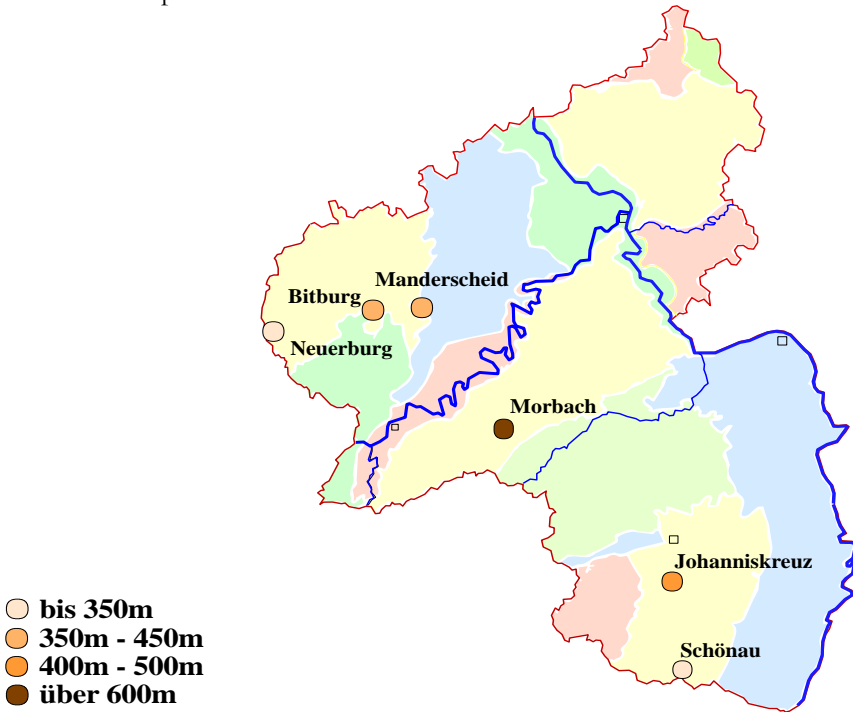 Manderscheid
Bitburg
Neuerburg
Morbach
Johanniskreuz
Schönau
bis 350m
350m - 450m
400m - 500m
über 600m